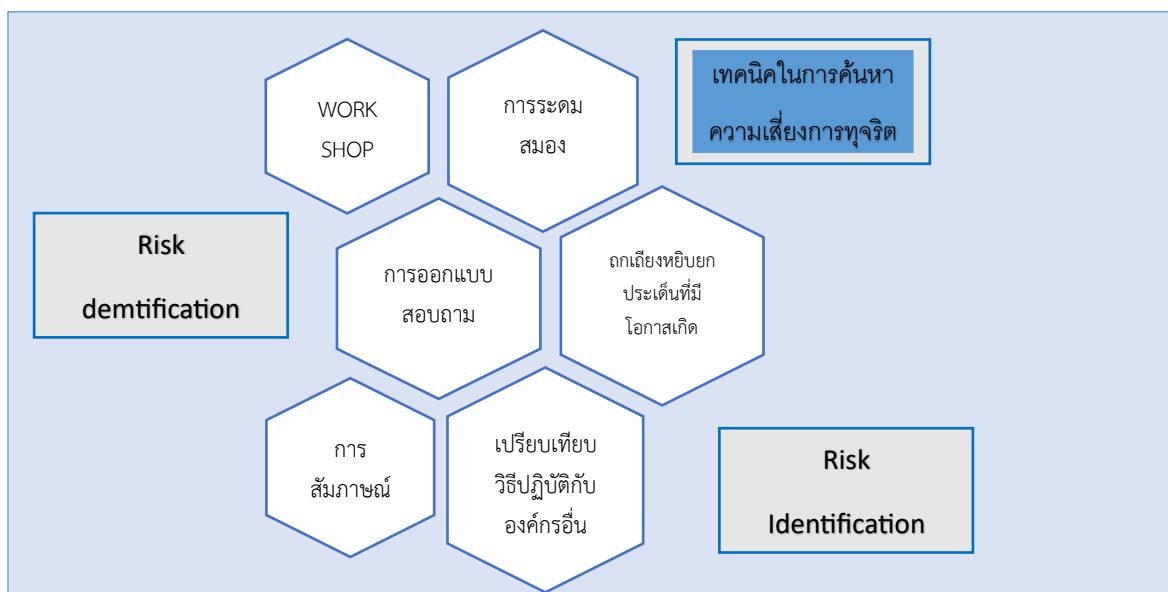 WORK
SHOP
การระดม
สมอง
เทคนิคในการค้นหา
ความเสี่ยงการทุจริต
Risk
demtification
การออกแบบ
สอบถาม
ถกเถียงหยิบยก
ประเด็นที่มี
โอกาสเกิด
การ
สัมภาษณ์
เปรียบเทียบ
วิธีปฏิบัติกับ
องค์กรอื่น
Risk
Identification